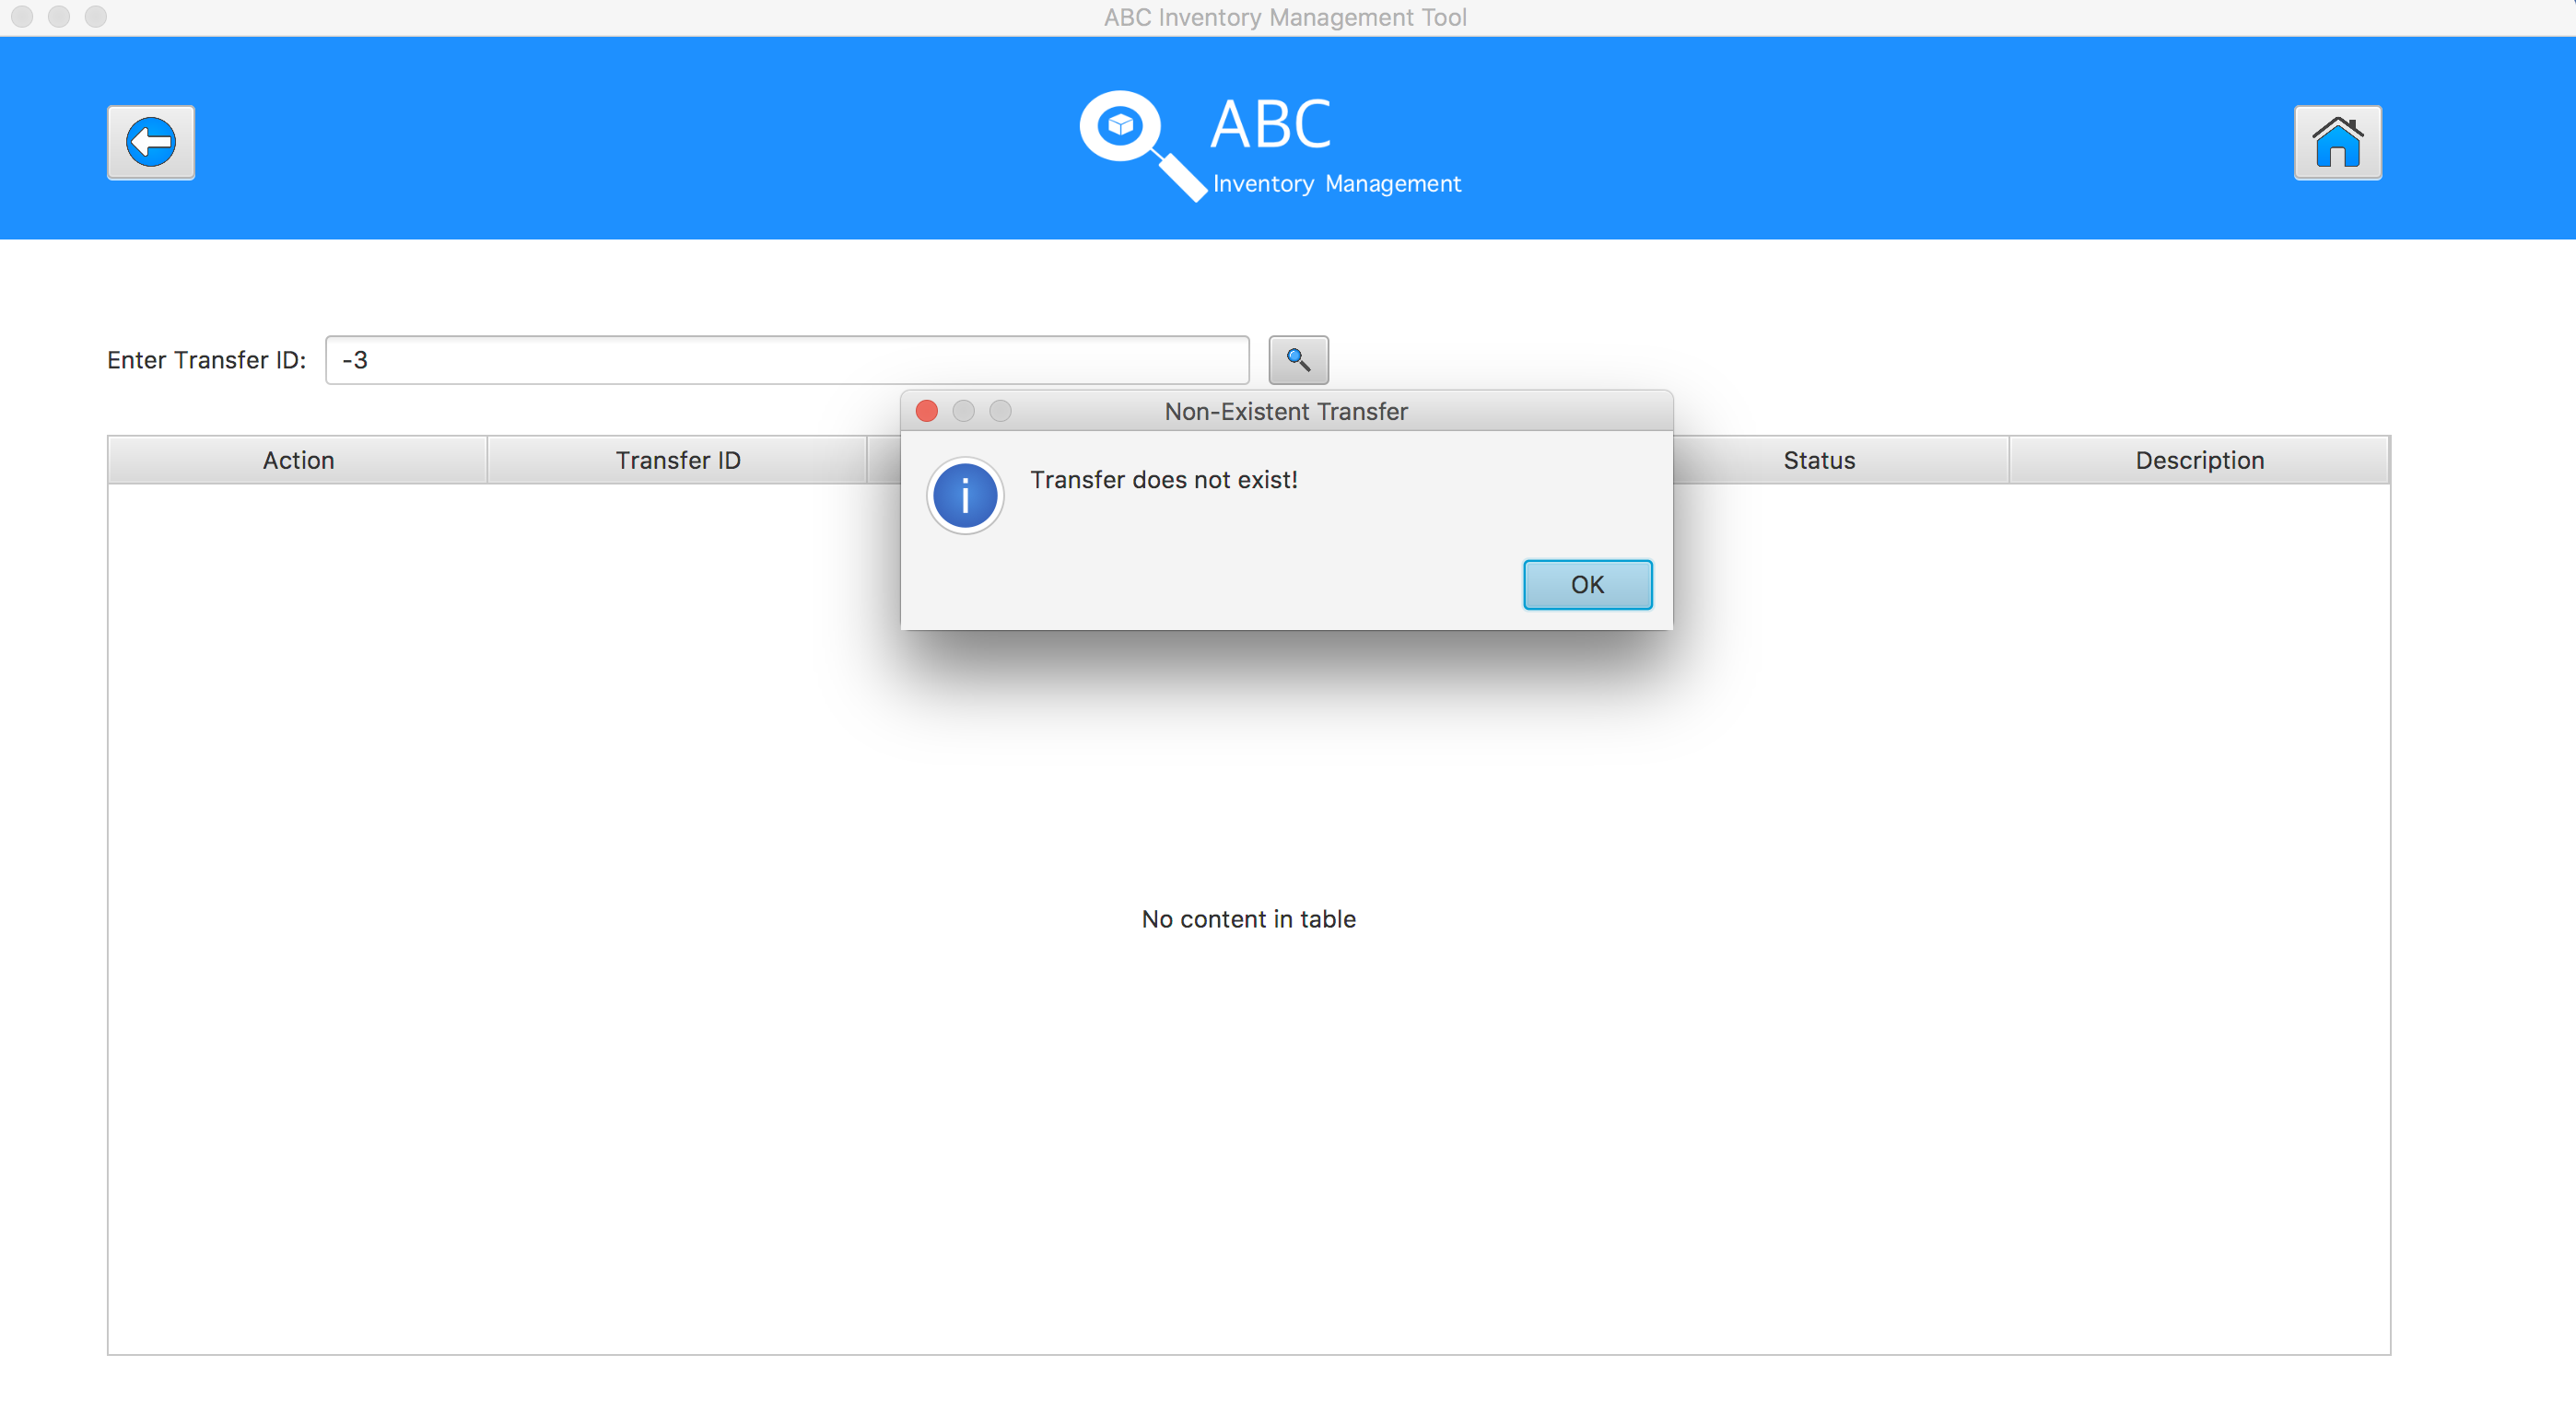 ABC Inventory Management Tool
ABC
Inventory Management
Enter Transfer ID:
-3
Non-Existent Transfer
Action
Transfer ID
Status
Description
i
Transfer does not exist!
OK
No content in table